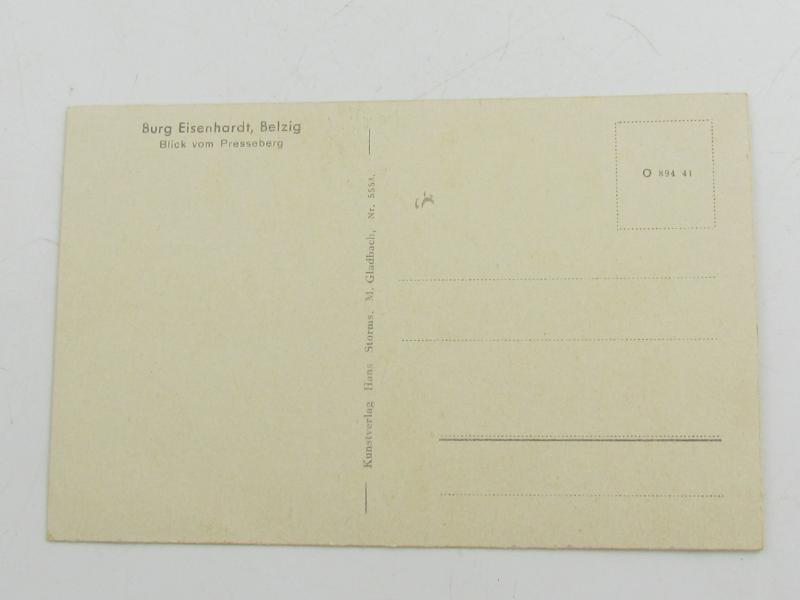 Burg Eisenhardt, Belzig
Blick vom Presseberg
Kunstverlag Hans Storms, M. Gladbach, Nr. 5554.
O 894 41